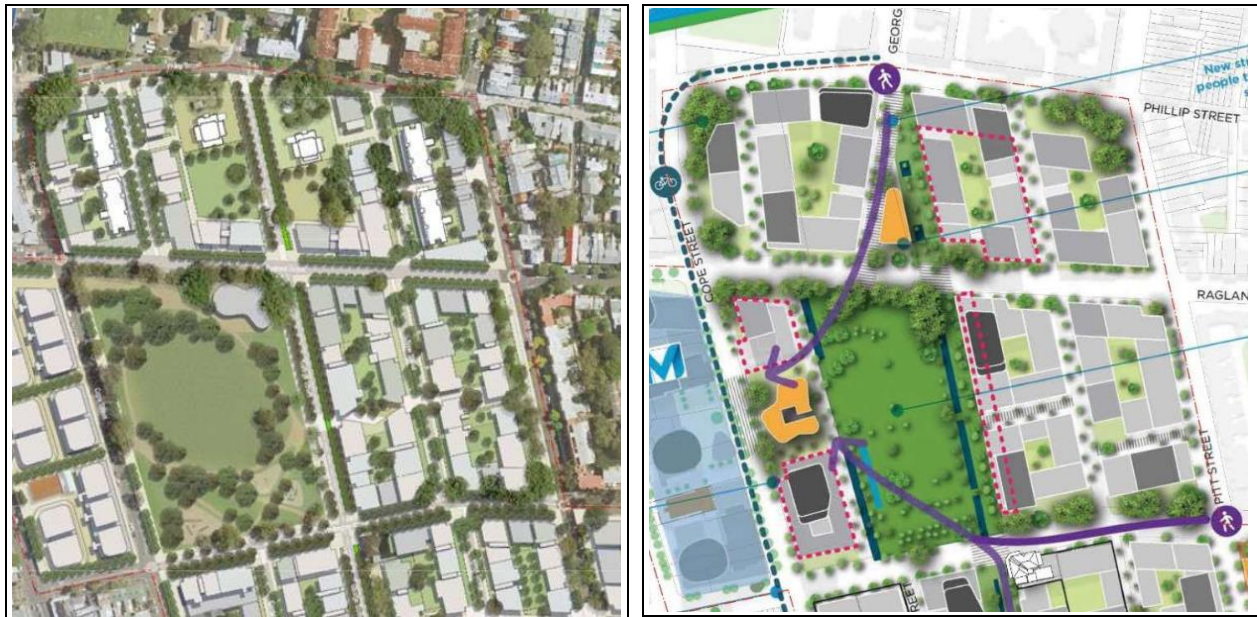 GEORG
New st
people t
s
PHILLIP STREET
COPE STREET
RAGLAN
M
PITT STREET
REET